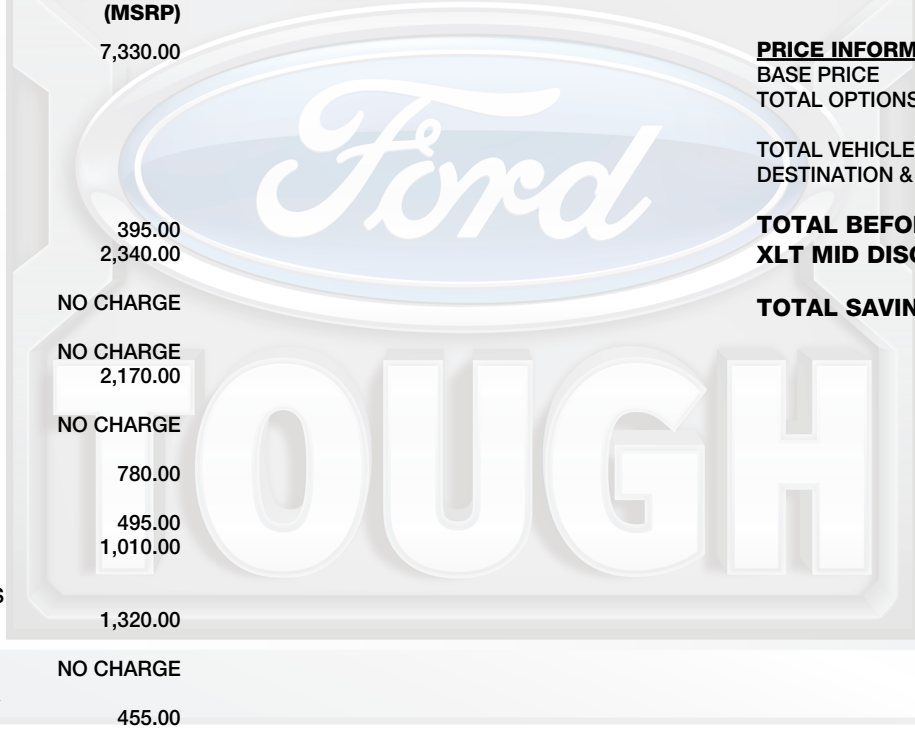 (MSRP)
7,330.00
395.00
2,340.00
NO CHARGE
NO CHARGE
2,170.00
NO CHARGE
780.00
495.00
1,010.00
S
1,320.00
NO CHARGE
455.00
PRICE INFORM
BASE PRICE
TOTAL OPTIONS
TOTAL VEHICLE
DESTINATION &
TOTAL BEFO
XLT MID DISC
TOTAL SAVIN
Ford
TOUGH